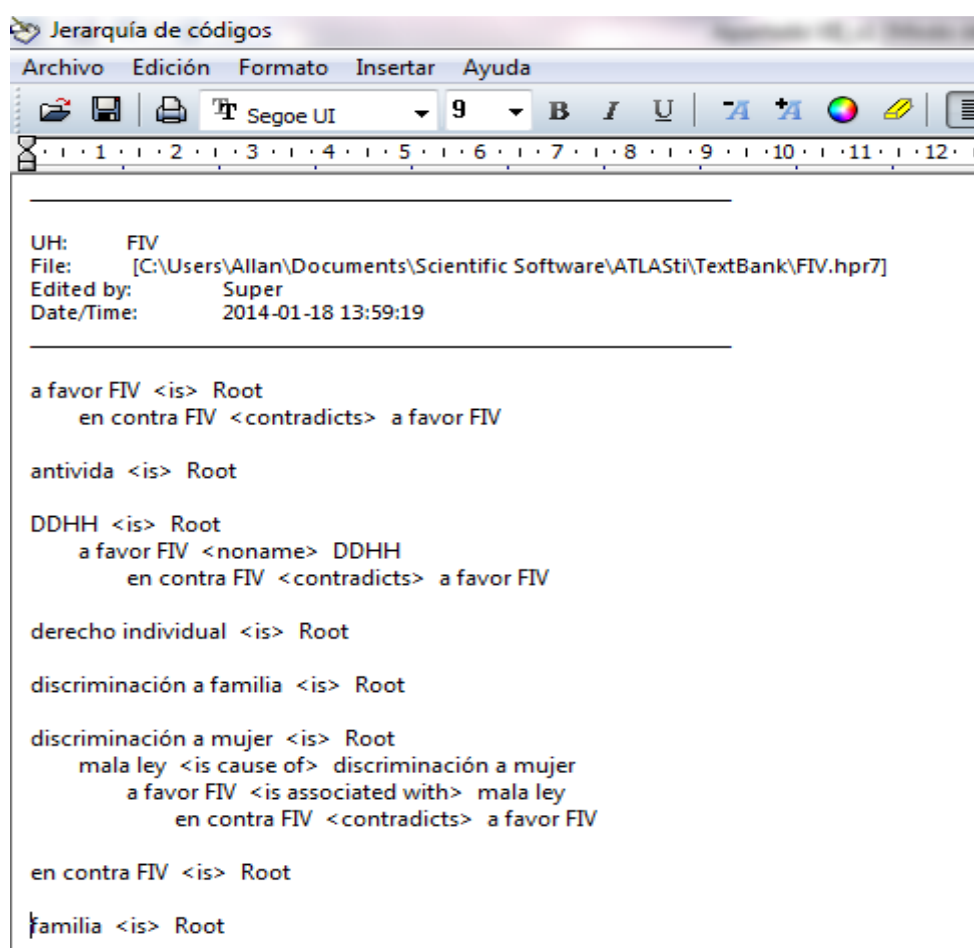 Jerarquía de códigos
Archivo Edición Formato Insertar Ayuda
Segoe UI 9 B I U A A
1 2 3 4 5 6 7 8 9 10 11 12
UH: FIV
File: [C:\Users\Allan\Documents\Scientific Software\ATLASti\TextBank\FIV.hpr7]
Edited by: Super
Date/Time: 2014-01-18 13:59:19
a favor FIV <is> Root
en contra FIV <contradicts> a favor FIV
antivida <is> Root
DDHH <is> Root
a favor FIV <noname> DDHH
en contra FIV <contradicts> a favor FIV
derecho individual <is> Root
discriminación a familia <is> Root
discriminación a mujer <is> Root
mala ley <is cause of> discriminación a mujer
a favor FIV <is associated with> mala ley
en contra FIV <contradicts> a favor FIV
en contra FIV <is> Root
familia <is> Root